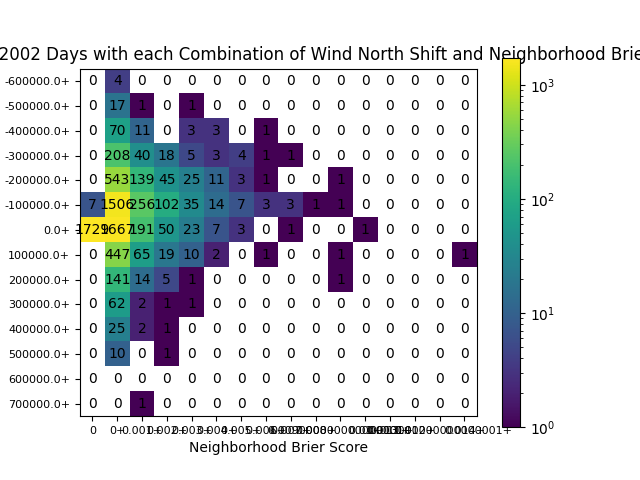 2002 Days with each Combination of Wind North Shift and Neighborhood Brie
-600000.0+ 0 4 0 0 0 0 0 0 0 0 0 0 0 0 0 0
-500000.0+ 0 17 1 0 1 0 0 0 0 0 0 0 0 0 0 0
-400000.0+ 0 70 11 0 3 3 0 1 0 0 0 0 0 0 0 0
-300000.0+ 0 208 40 18 5 3 4 1 1 0 0 0 0 0 0 0
-200000.0+ 0 543 139 45 25 11 3 1 0 0 1 0 0 0 0 0
-100000.0+ 7 1506 256 102 35 14 7 3 3 1 1 0 0 0 0 0
0.0+ 1729 1667 191 50 23 7 3 0 1 0 0 1 0 0 0 0
100000.0+ 0 447 65 19 10 2 0 1 0 0 1 0 0 0 0 1
200000.0+ 0 141 14 5 1 0 0 0 0 0 1 0 0 0 0 0
300000.0+ 0 62 2 1 1 0 0 0 0 0 0 0 0 0 0 0
400000.0+ 0 25 2 1 0 0 0 0 0 0 0 0 0 0 0 0
500000.0+ 0 10 0 1 0 0 0 0 0 0 0 0 0 0 0 0
600000.0+ 0 0 0 0 0 0 0 0 0 0 0 0 0 0 0 0
700000.0+ 0 0 1 0 0 0 0 0 0 0 0 0 0 0 0 0
0 0+
Neighborhood Brier Score
10³
10²
10¹
10⁰